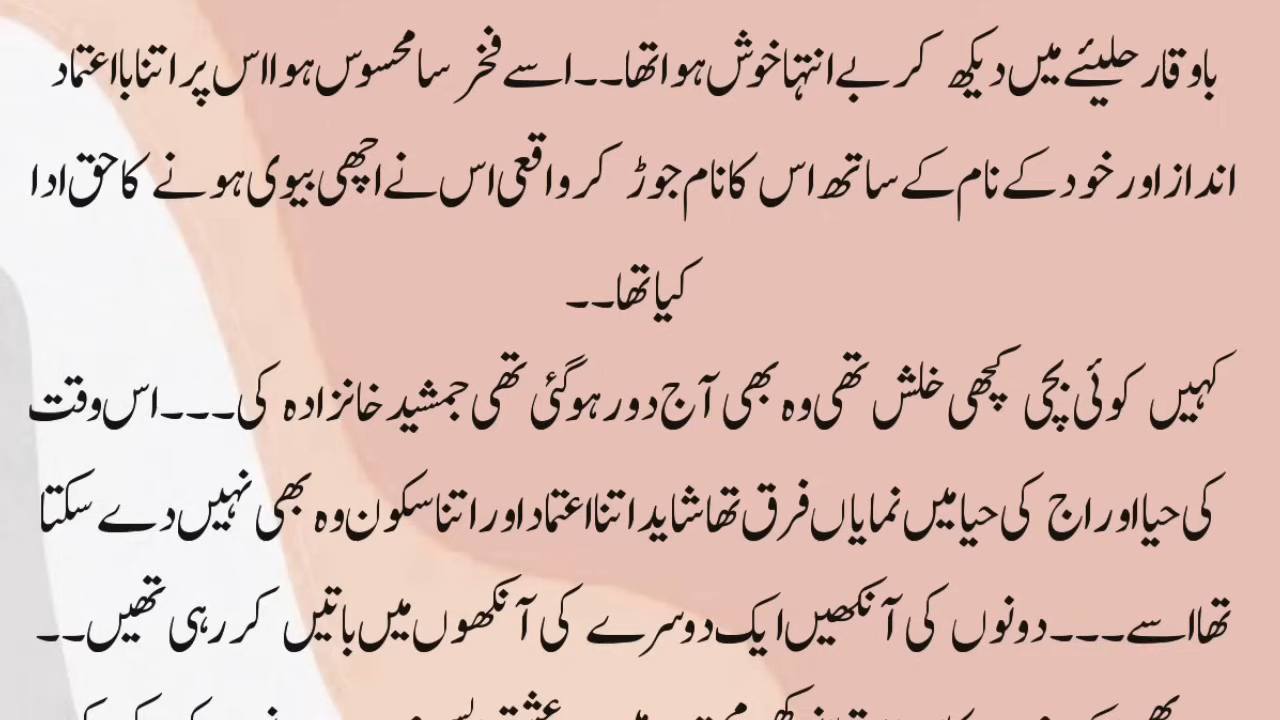 باوقار حلیئے میں دیکھ کر بے انتہا خوش ہوا تھا۔۔اسے فخر سا محسوس ہوا اس پر اتنا بااعتماد
انداز اور خود کے نام کے ساتھ اس کا نام جوڑ کر واقعی اس نے اچھی بیوی ہونے کا حق ادا
کیا تھا۔۔
کہیں کوئی بچی کچھی خلش تھی وہ بھی آج دور ہوگئی تھی جمشید خانزادہ کی۔۔۔اس وقت
کی حیا اور اج کی حیا میں نمایاں فرق تھا شاید اتنا اعتماد اور اتنا سکون وہ بھی نہیں دے سکتا
تھا اسے۔۔۔دونوں کی آنکھیں ایک دوسرے کی آنکھوں میں باتیں کر رہی تھیں۔۔